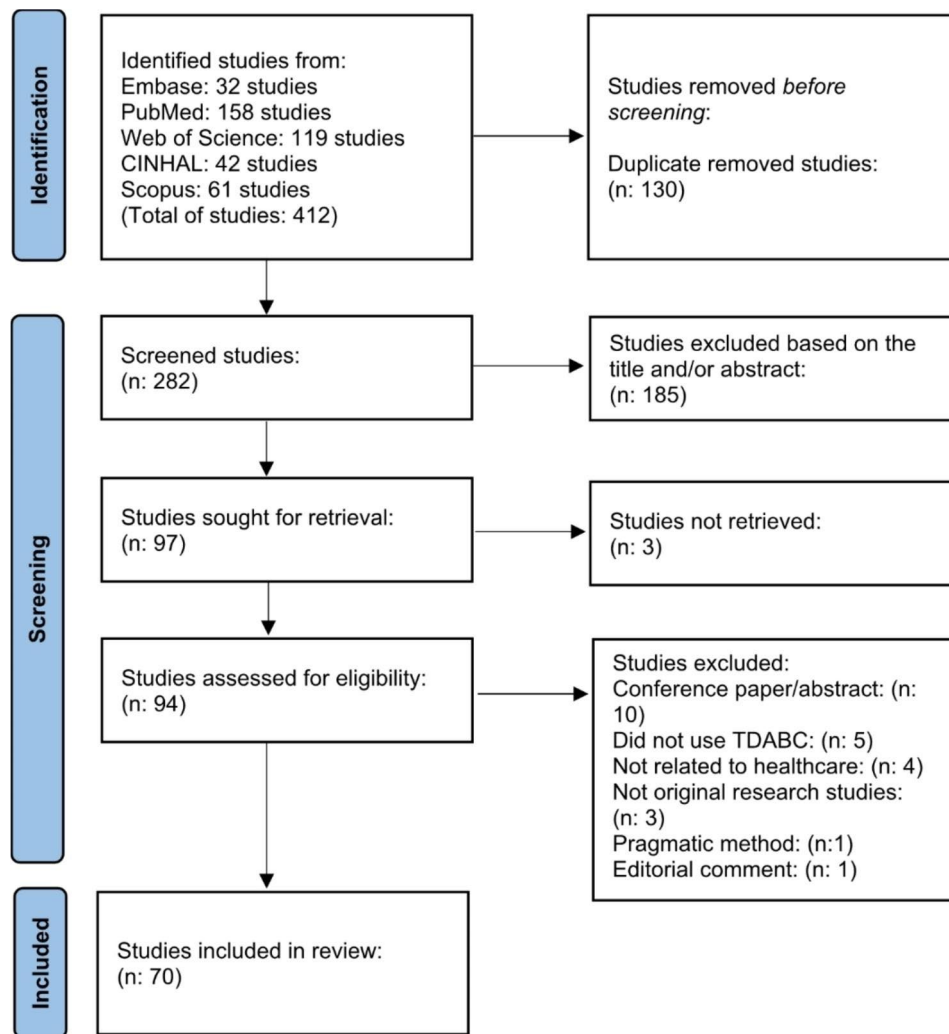 Identification
Identified studies from:
Embase: 32 studies
PubMed: 158 studies
Web of Science: 119 studies
CINHAL: 42 studies
Scopus: 61 studies
(Total of studies: 412)
Studies removed before
screening:
Duplicate removed studies:
(n: 130)
Screening
Screened studies:
(n: 282)
Studies excluded based on the
title and/or abstract:
(n: 185)
Studies sought for retrieval:
(n: 97)
Studies not retrieved:
(n: 3)
Studies assessed for eligibility:
(n: 94)
Studies excluded:
Conference paper/abstract: (n:
10)
Did not use TDABC: (n: 5)
Not related to healthcare: (n: 4)
Not original research studies:
(n: 3)
Pragmatic method: (n:1)
Editorial comment: (n: 1)
Included
Studies included in review:
(n: 70)